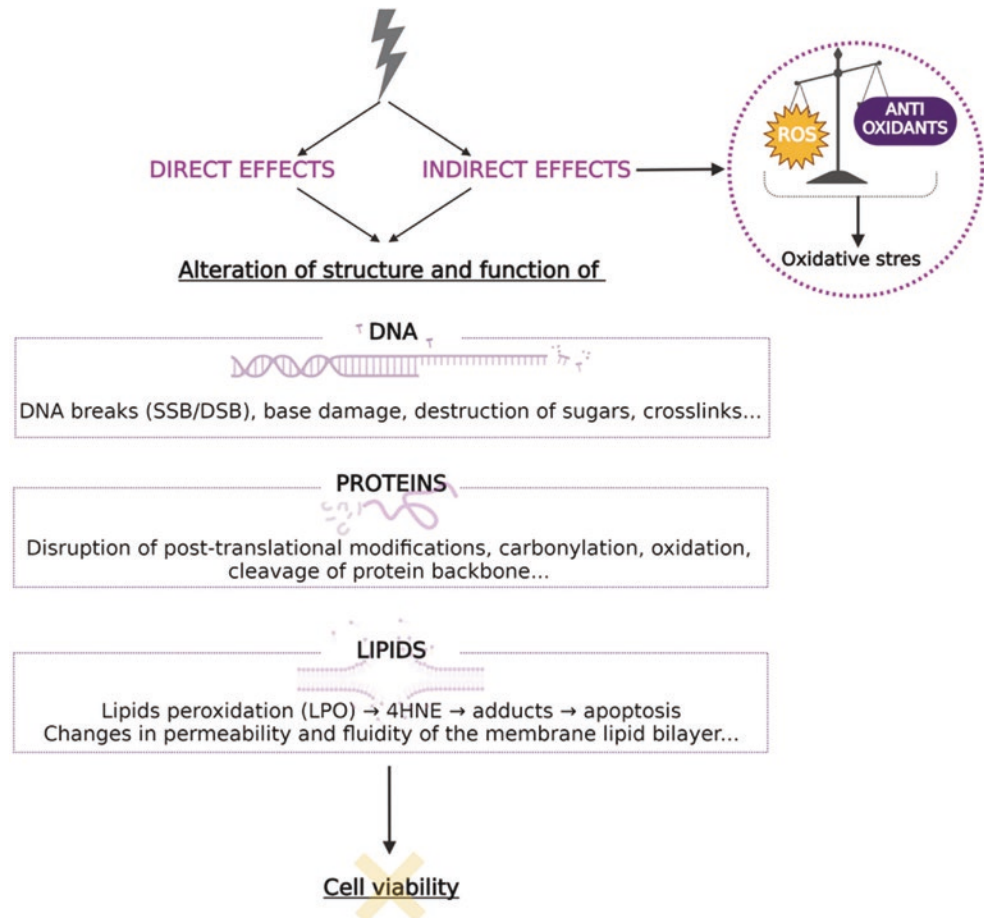 ANTI
OXIDANTS
ROS
DIRECT EFFECTS
INDIRECT EFFECTS
Oxidative stres
Alteration of structure and function of
DNA
DNA breaks (SSB/DSB), base damage, destruction of sugars, crosslinks...
PROTEINS
Disruption of post-translational modifications, carbonylation, oxidation,
cleavage of protein backbone...
LIPIDS
Lipids peroxidation (LPO) → 4HNE → adducts → apoptosis
Changes in permeability and fluidity of the membrane lipid bilayer...
Cell viability